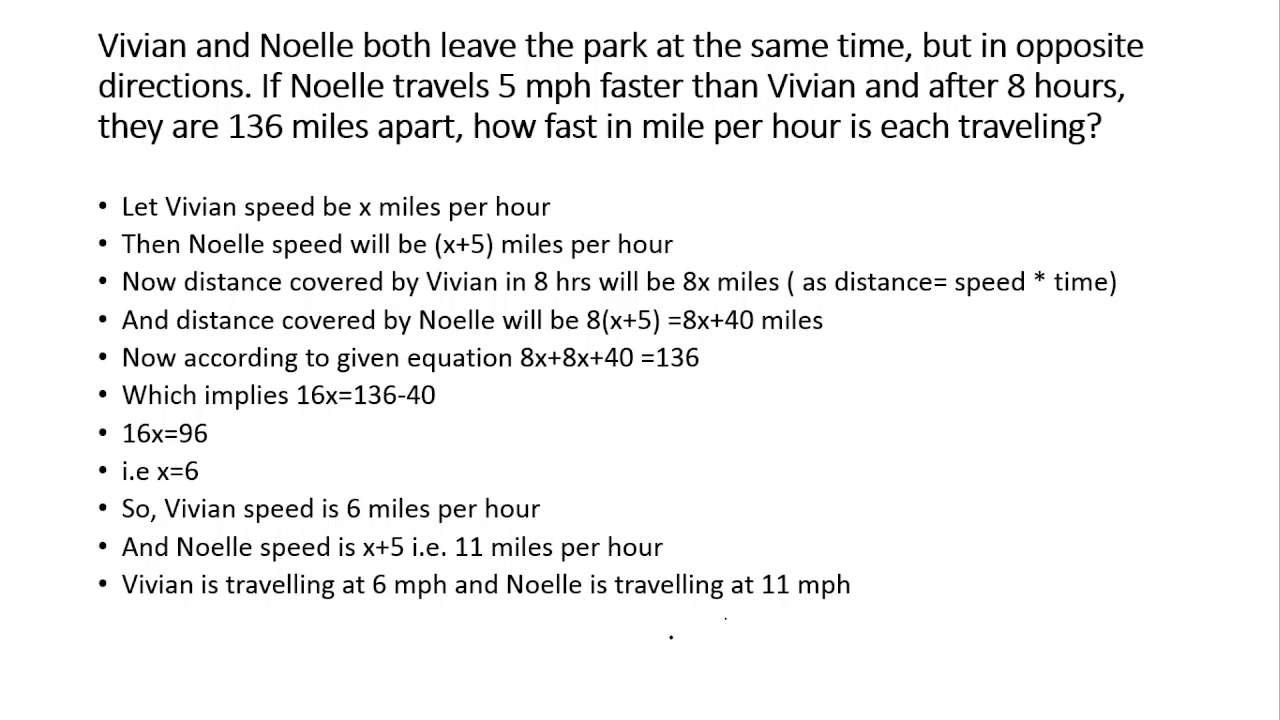 Vivian and Noelle both leave the park at the same time, but in opposite
directions. If Noelle travels 5 mph faster than Vivian and after 8 hours,
they are 136 miles apart, how fast in mile per hour is each traveling?
• Let Vivian speed be x miles per hour
• Then Noelle speed will be (x+5) miles per hour
• Now distance covered by Vivian in 8 hrs will be 8x miles ( as distance= speed * time)
• And distance covered by Noelle will be 8(x+5) =8x+40 miles
• Now according to given equation 8x+8x+40 =136
• Which implies 16x=136-40
• 16x=96
• i.e x=6
• So, Vivian speed is 6 miles per hour
• And Noelle speed is x+5 i.e. 11 miles per hour
• Vivian is travelling at 6 mph and Noelle is travelling at 11 mph